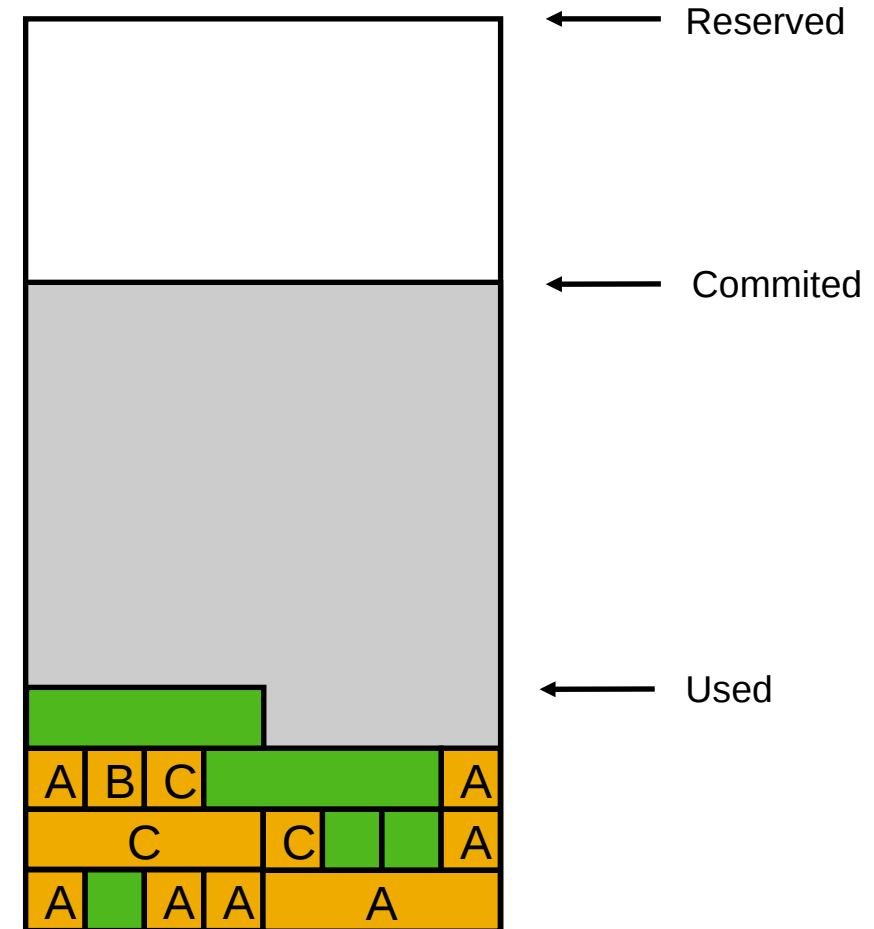 Reserved
Commited
Used
A B C A
C C A
A A A A